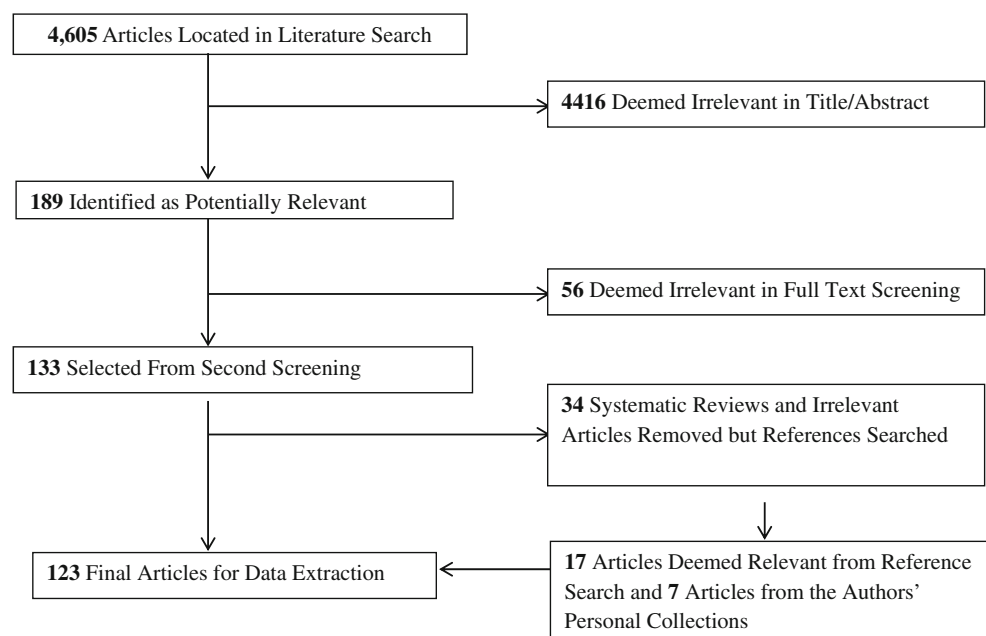 4,605 Articles Located in Literature Search
4416 Deemed Irrelevant in Title/Abstract
189 Identified as Potentially Relevant
56 Deemed Irrelevant in Full Text Screening
133 Selected From Second Screening
34 Systematic Reviews and Irrelevant
Articles Removed but References Searched
17 Articles Deemed Relevant from Reference
Search and 7 Articles from the Authors'
Personal Collections
123 Final Articles for Data Extraction